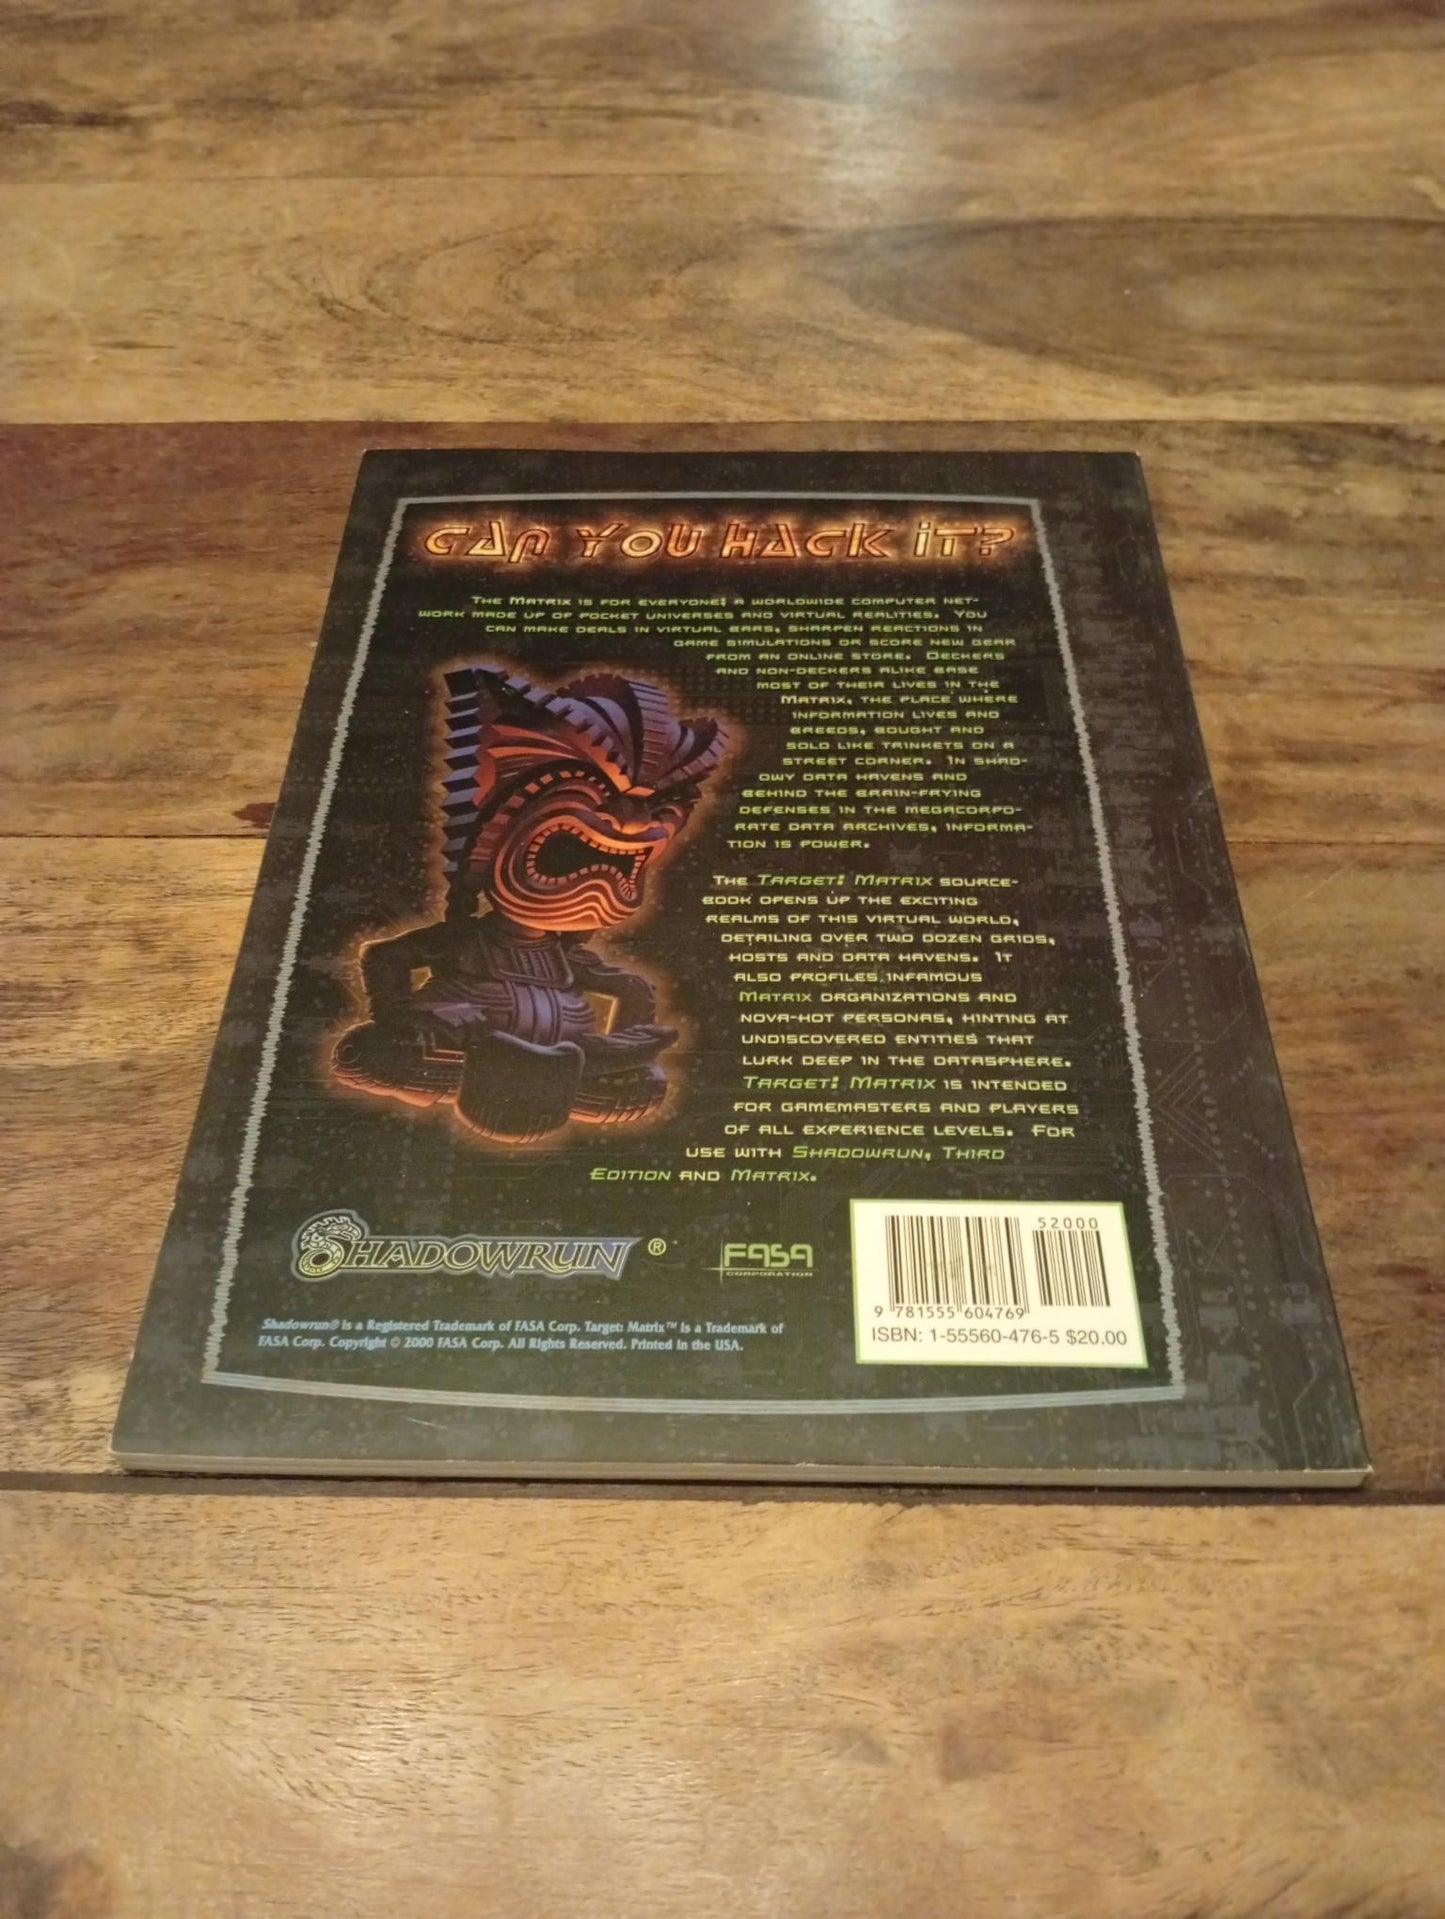 CAN YOU HACK IT?
The Matrix is for everyone: a worldwide computer net-
work made up of pocket universes and virtual realities. You
can make deals in virtual bars, sharpen reactions in
game simulations or score new gear
from an online store. Deckers
and non-deckers alike base
most of their lives in the
Matrix, the place where
information lives and
breeds, bought and
sold like trinkets on a
street corner. In shad-
owy data havens and
behind the brain-frying
defenses in the megacorpo-
rate data archives, informa-
tion is power.
The Target: Matrix source-
book opens up the exciting
realms of this virtual world,
detailing over two dozen grids,
hosts and data havens. It
also profiles infamous
Matrix organizations and
nova-hot personas, hinting at
undiscovered entities that
lurk deep in the datasphere.
Target: Matrix is intended
for gamemasters and players
of all experience levels. For
use with Shadowrun, Third
Edition and Matrix.
SHADOWRUN ®
FASA
CORPORATION
52000
9 781555 604769
ISBN: 1-55560-476-5 $20.00
Shadowrun® is a Registered Trademark of FASA Corp. Target: Matrix™ is a Trademark of
FASA Corp. Copyright © 2000 FASA Corp. All Rights Reserved. Printed in the USA.